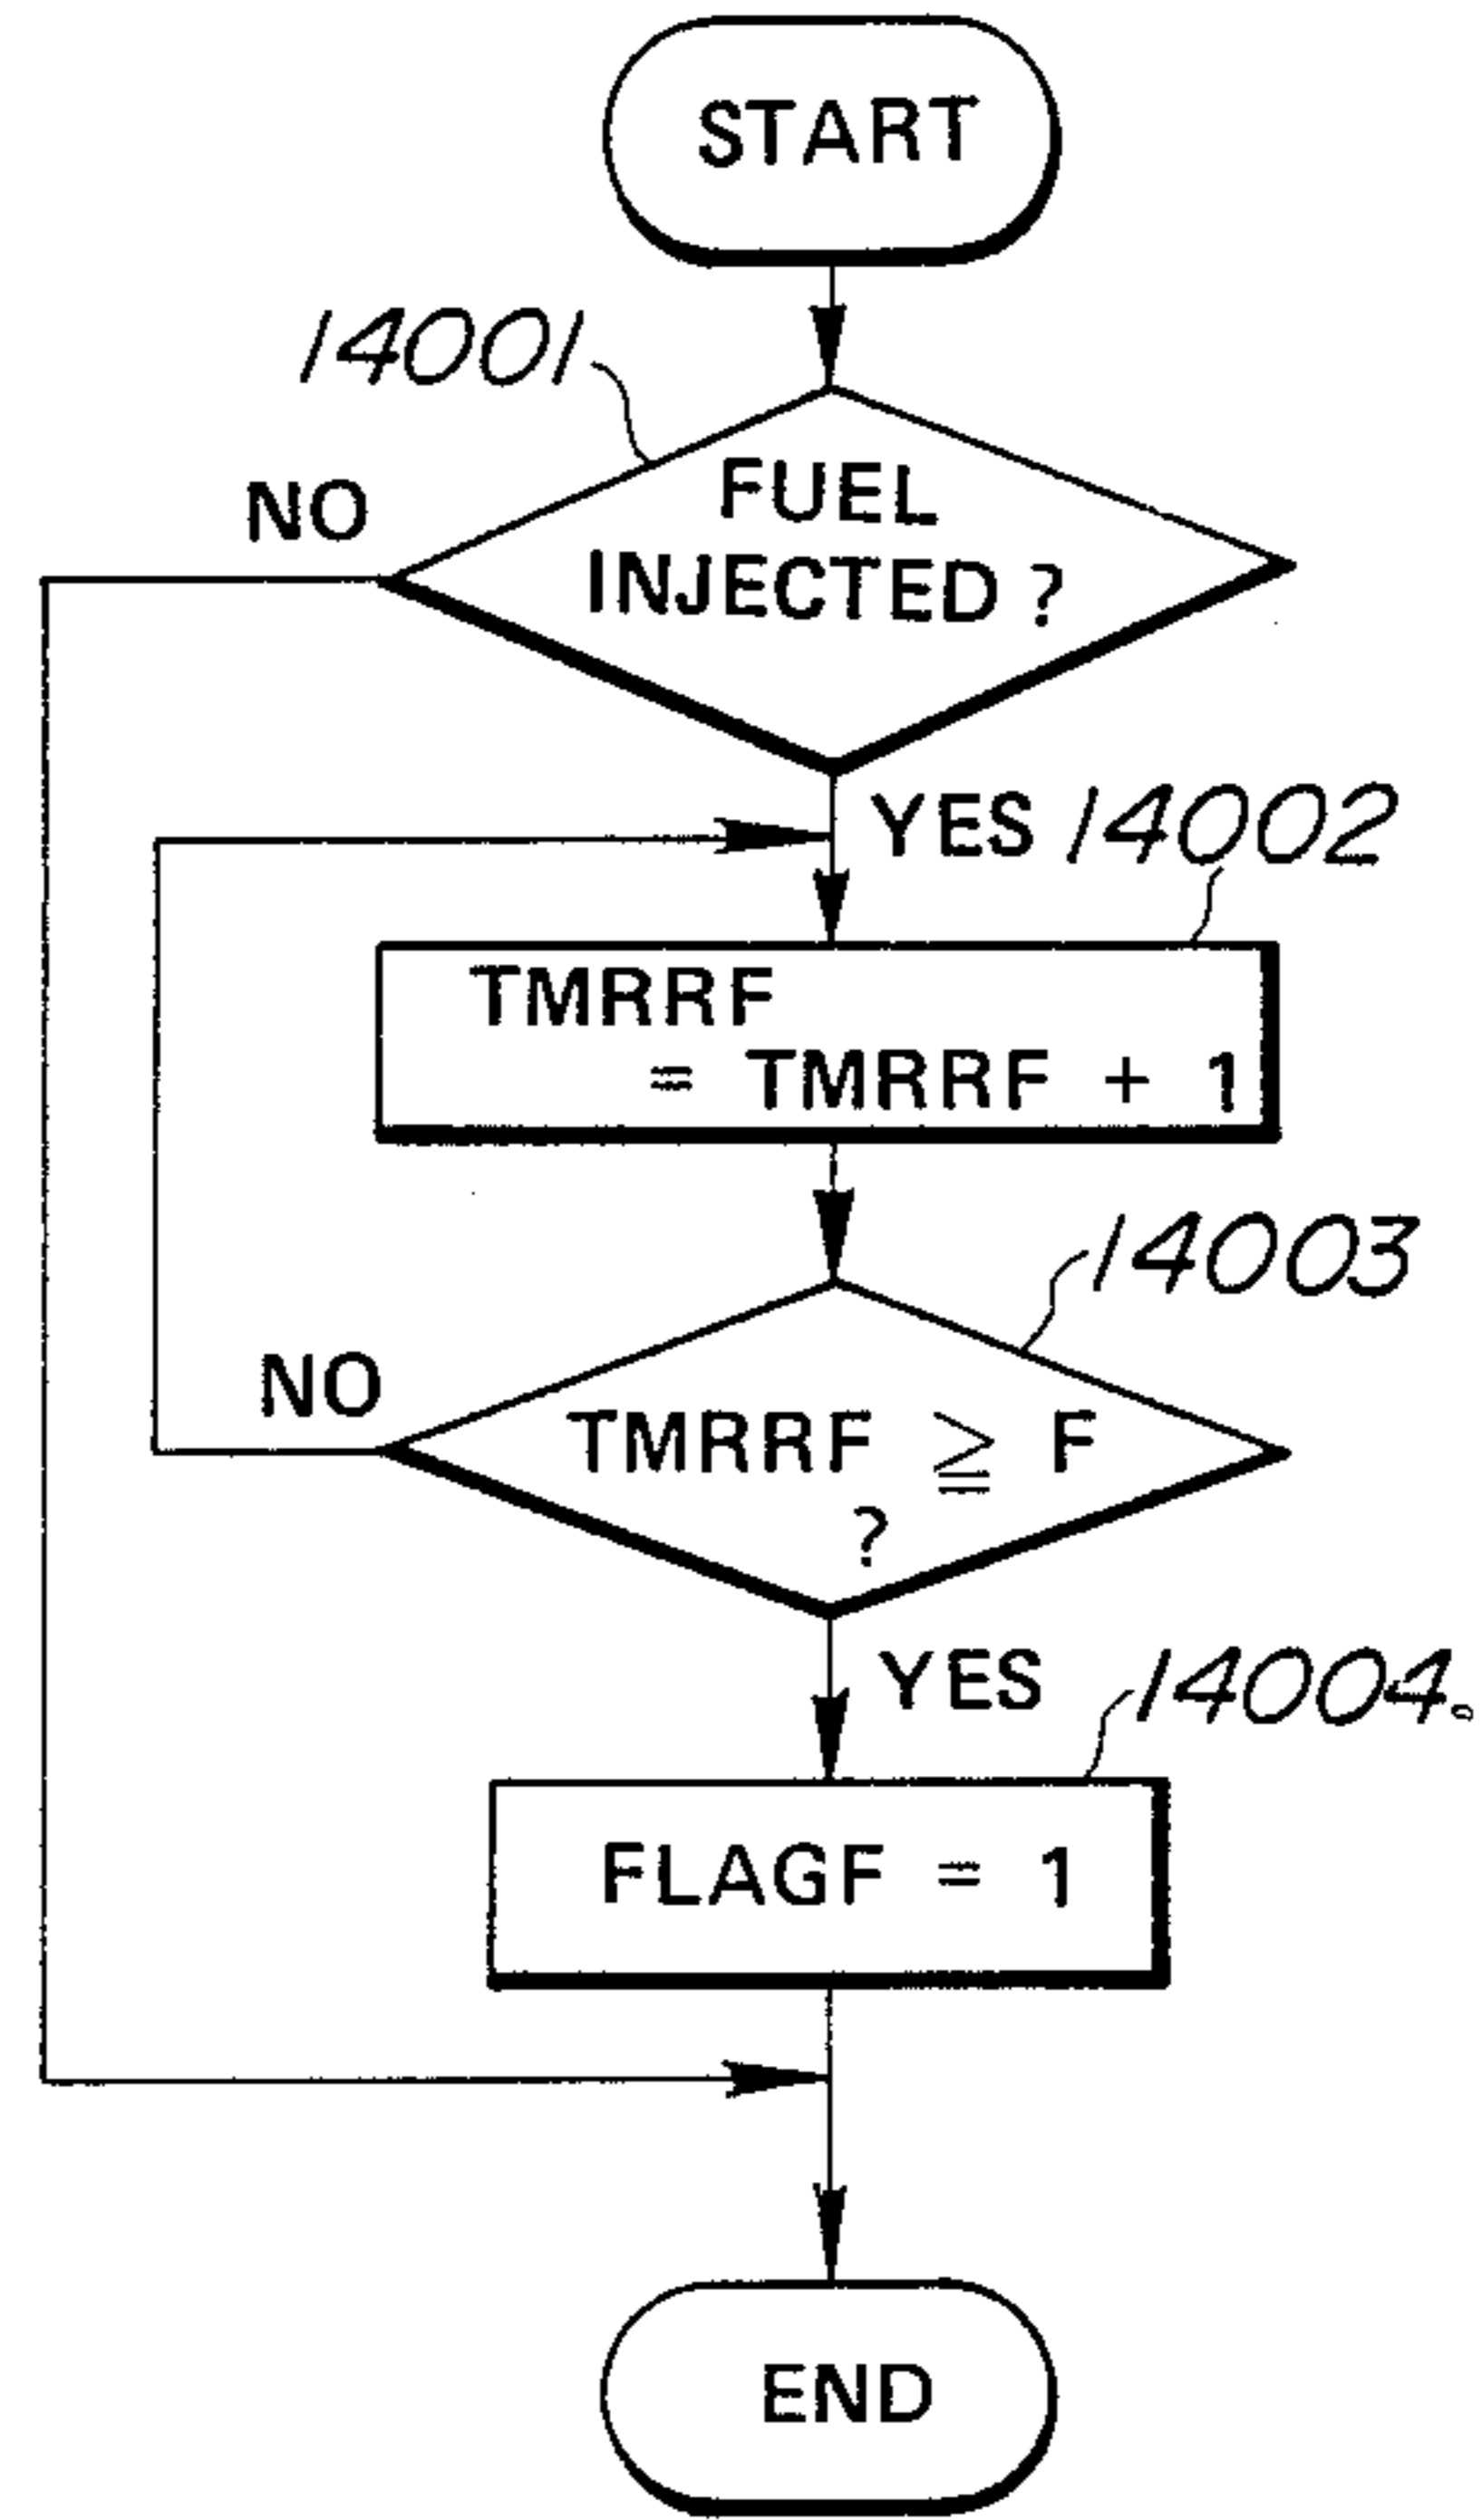 START
14001
NO
FUEL
INJECTED ?
YES 14002
TMRRF
= TMRRF + 1
14003
NO
TMRRF ≧ F
?
YES
14004
FLAGF = 1
END